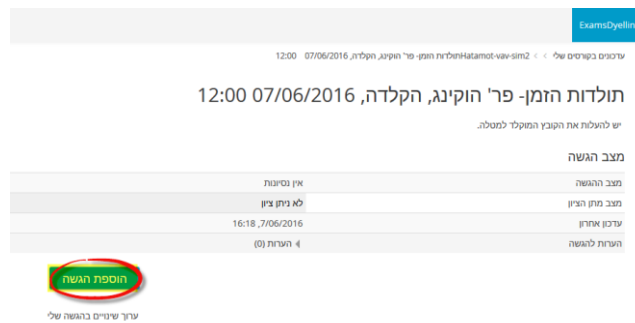 ExamsDyellin
עדכונים בקורסים שלי > > Hatamot-vav-sim2תולדות הזמן- פר' הוקינג, הקלדה, 07/06/2016 12:00
תולדות הזמן- פר' הוקינג, הקלדה, 07/06/2016 12:00
יש להעלות את הקובץ המוקלד למטלה.
מצב הגשה
מצב ההגשה אין נסיונות
מצב מתן הציון לא ניתן ציון
עדכון אחרון 7/06/2016, 16:18
הערות להגשה הערות (0)
הוספת הגשה
ערוך שינויים בהגשה שלי